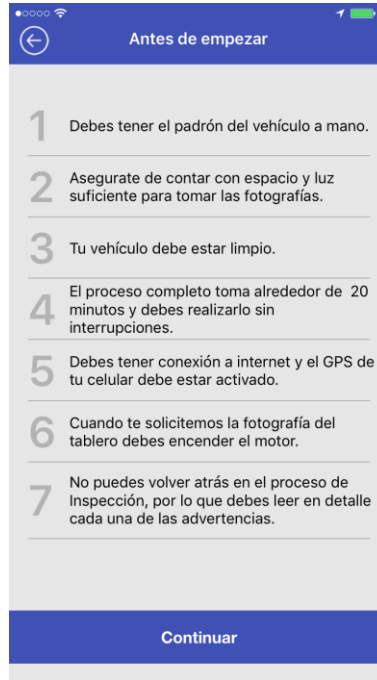 Antes de empezar
1 Debes tener el padrón del vehículo a mano.
2 Asegurate de contar con espacio y luz
suficiente para tomar las fotografías.
3 Tu vehículo debe estar limpio.
4 El proceso completo toma alrededor de 20
minutos y debes realizarlo sin
interrupciones.
5 Debes tener conexión a internet y el GPS de
tu celular debe estar activado.
6 Cuando te solicitemos la fotografía del
tablero debes encender el motor.
7 No puedes volver atrás en el proceso de
Inspección, por lo que debes leer en detalle
cada una de las advertencias.
Continuar